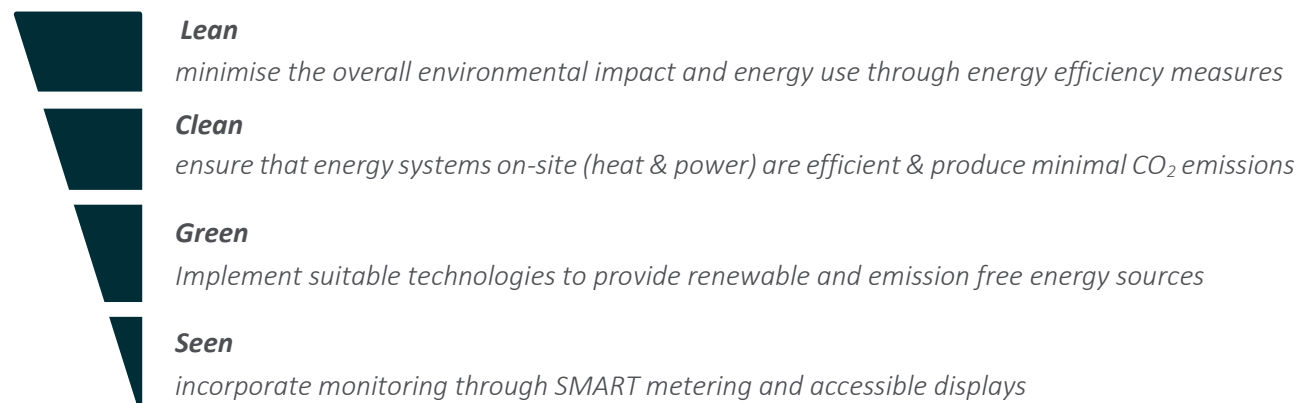 Lean
minimise the overall environmental impact and energy use through energy efficiency measures
Clean
ensure that energy systems on-site (heat & power) are efficient & produce minimal CO₂ emissions
Green
Implement suitable technologies to provide renewable and emission free energy sources
Seen
incorporate monitoring through SMART metering and accessible displays